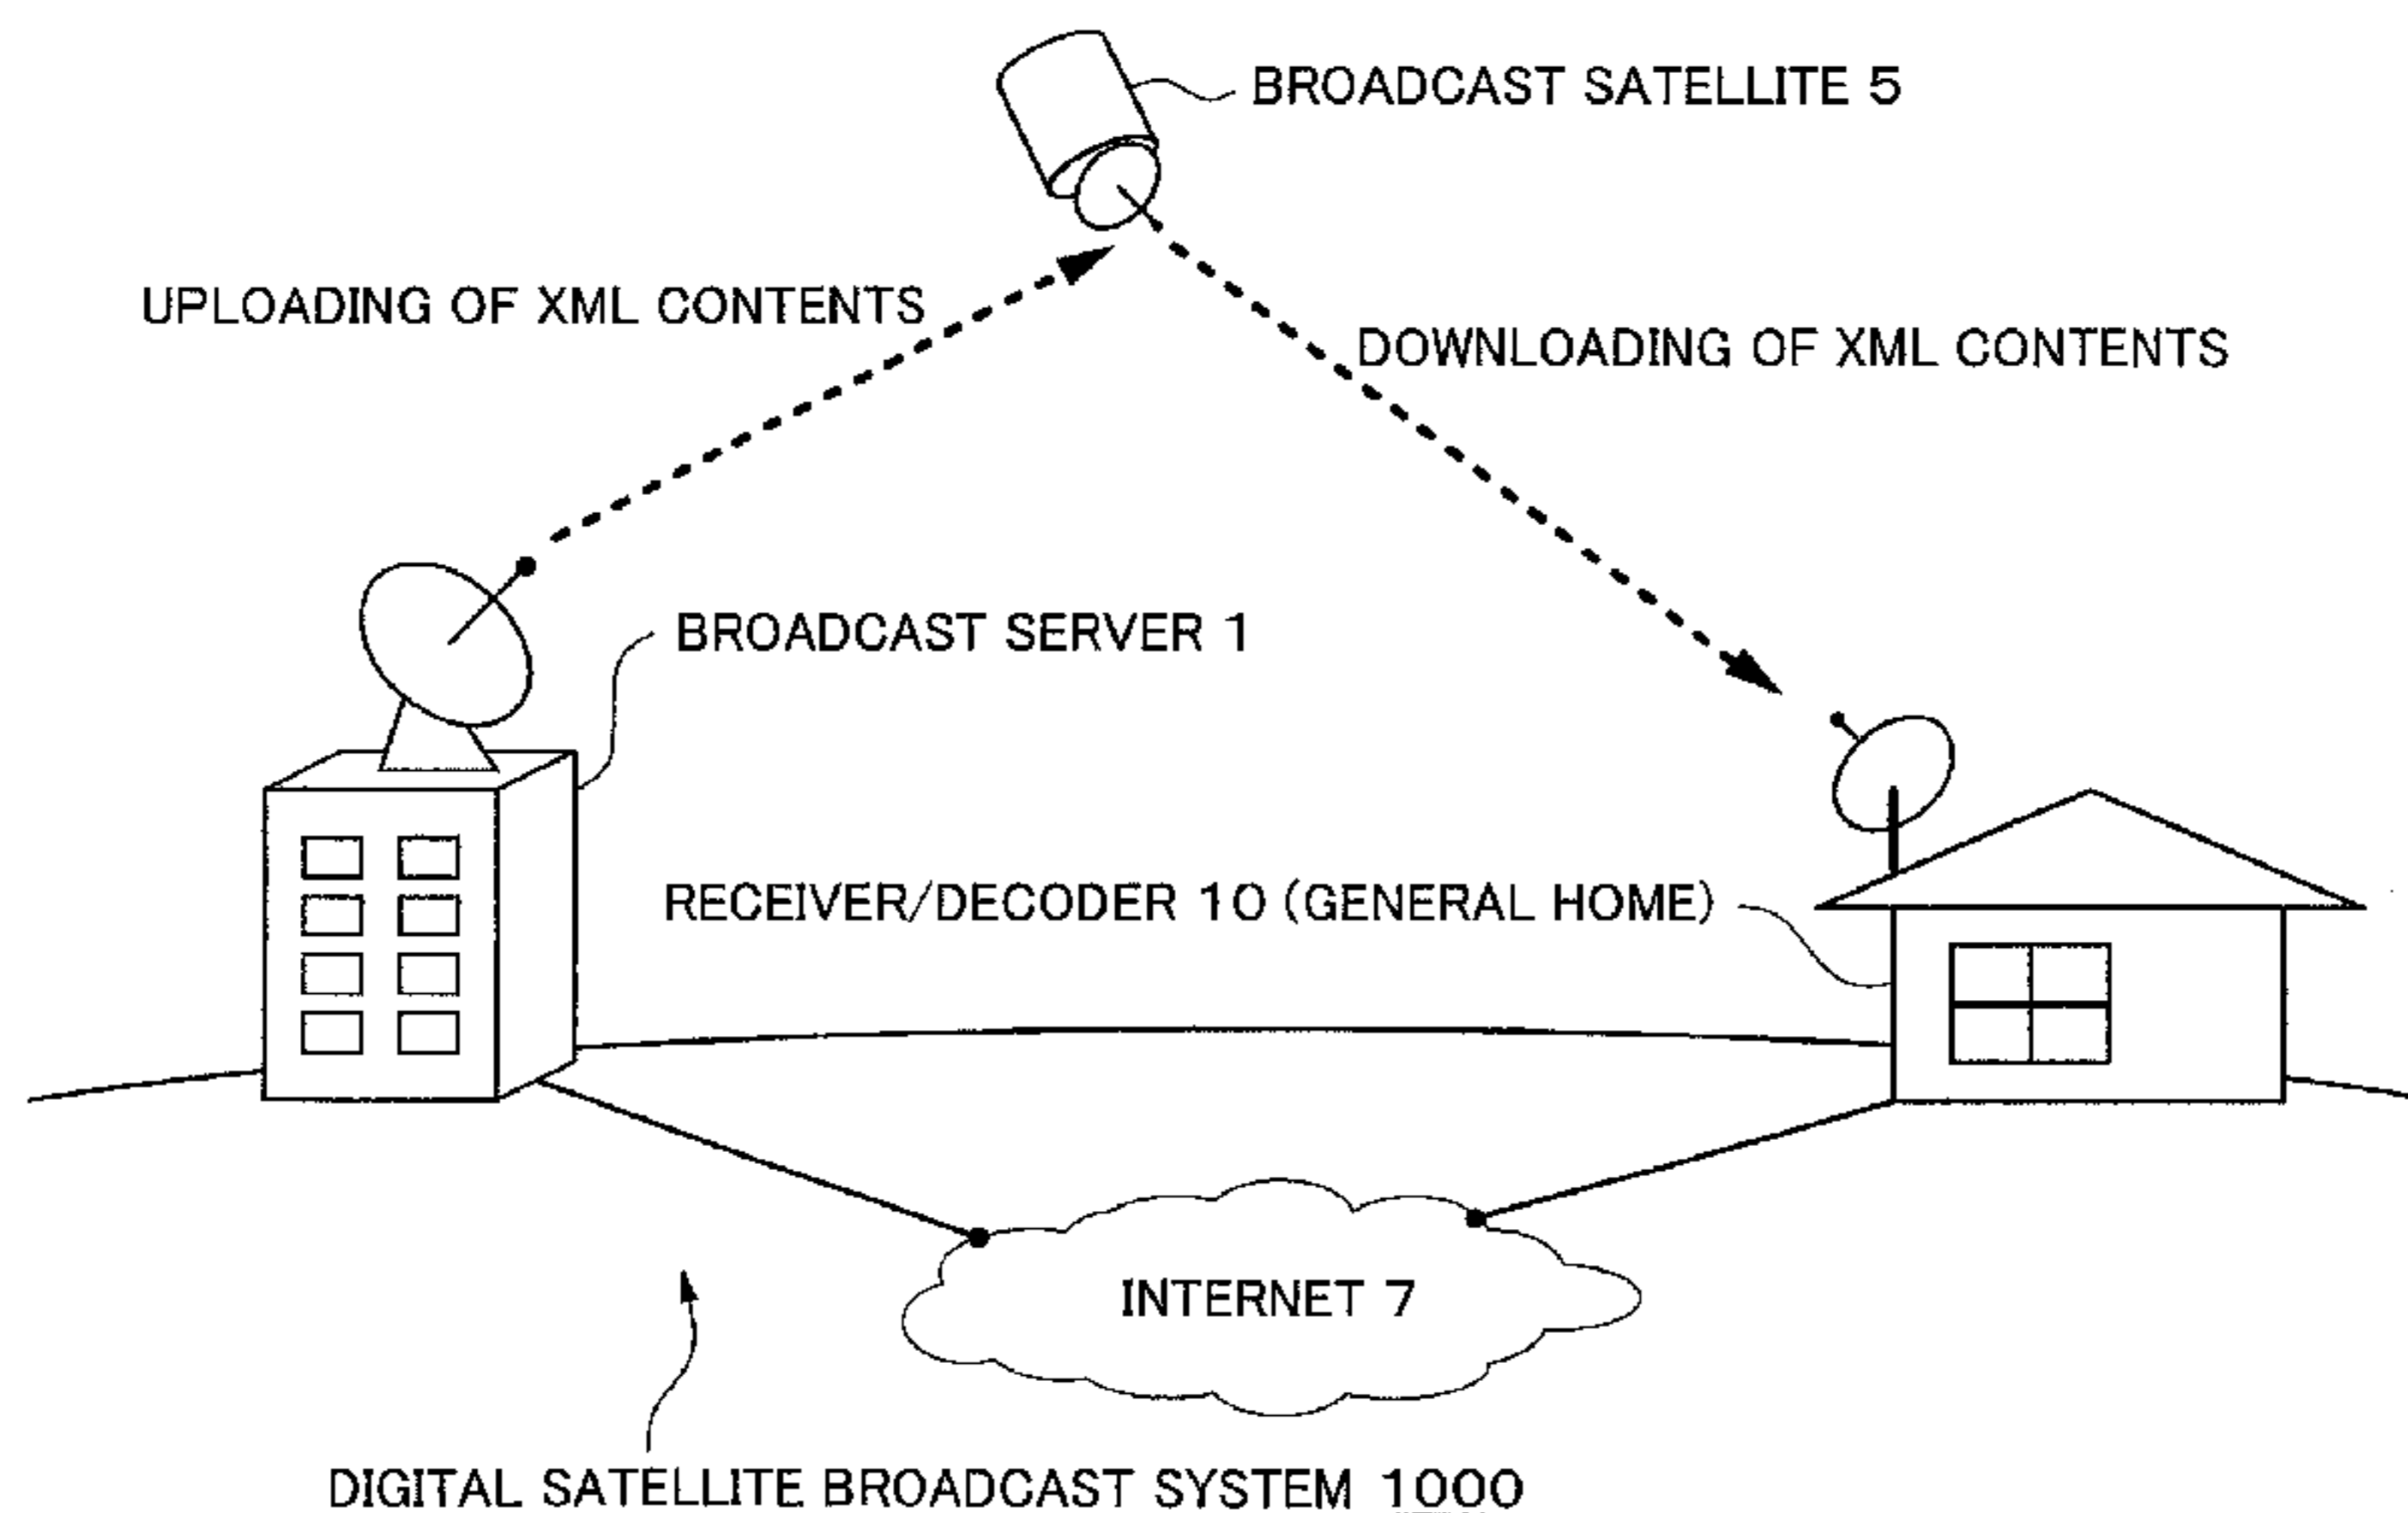 BROADCAST SATELLITE 5
UPLOADING OF XML CONTENTS
DOWNLOADING OF XML CONTENTS
BROADCAST SERVER 1
RECEIVER/DECODER 10 (GENERAL HOME)
INTERNET 7
DIGITAL SATELLITE BROADCAST SYSTEM 1000